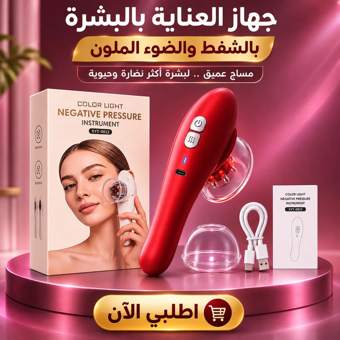 جهاز العناية بالبشرة
بالشفط والضوء الملون
مساج عميق .. لبشرة أكثر نضارة وحيوية
COLOR LIGHT
NEGATIVE PRESSURE
INSTRUMENT
COLOR LIGHT
NEGATIVE PRESSURE
INSTRUMENT
اطلبي الآن